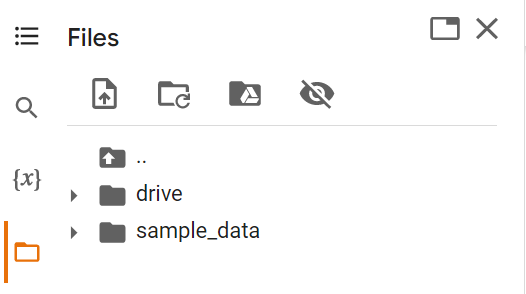 Files
..
{x}
drive
sample_data